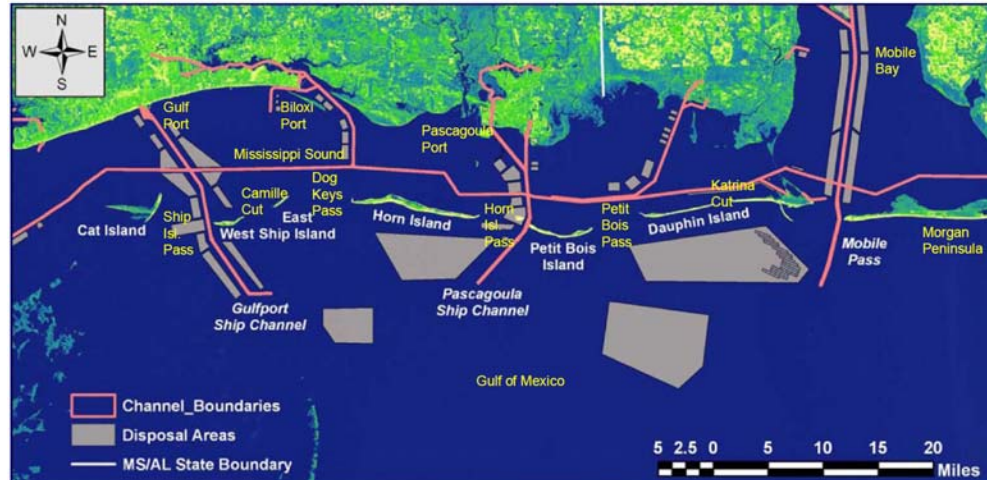 N
W E
S
Mobile
Bay
Gulf
Port
Biloxi
Port
Pascagoula
Port
Mississippi Sound
Dog
Keys
Pass
Camille
Cut
Katrina
Cut
Cat Island
Ship
Isl. Pass
East
West Ship Island
Horn Island
Horn
Isl
Pass
Petit Bois
Island
Petit
Bois
Pass
Dauphin Island
Mobile
Pass
Morgan
Peninsula
Gulfport
Ship Channel
Pascagoula
Ship Channel
Gulf of Mexico
Channel_Boundaries
Disposal Areas
MS/AL State Boundary
5 2.5 0 5 10 15 20
Miles